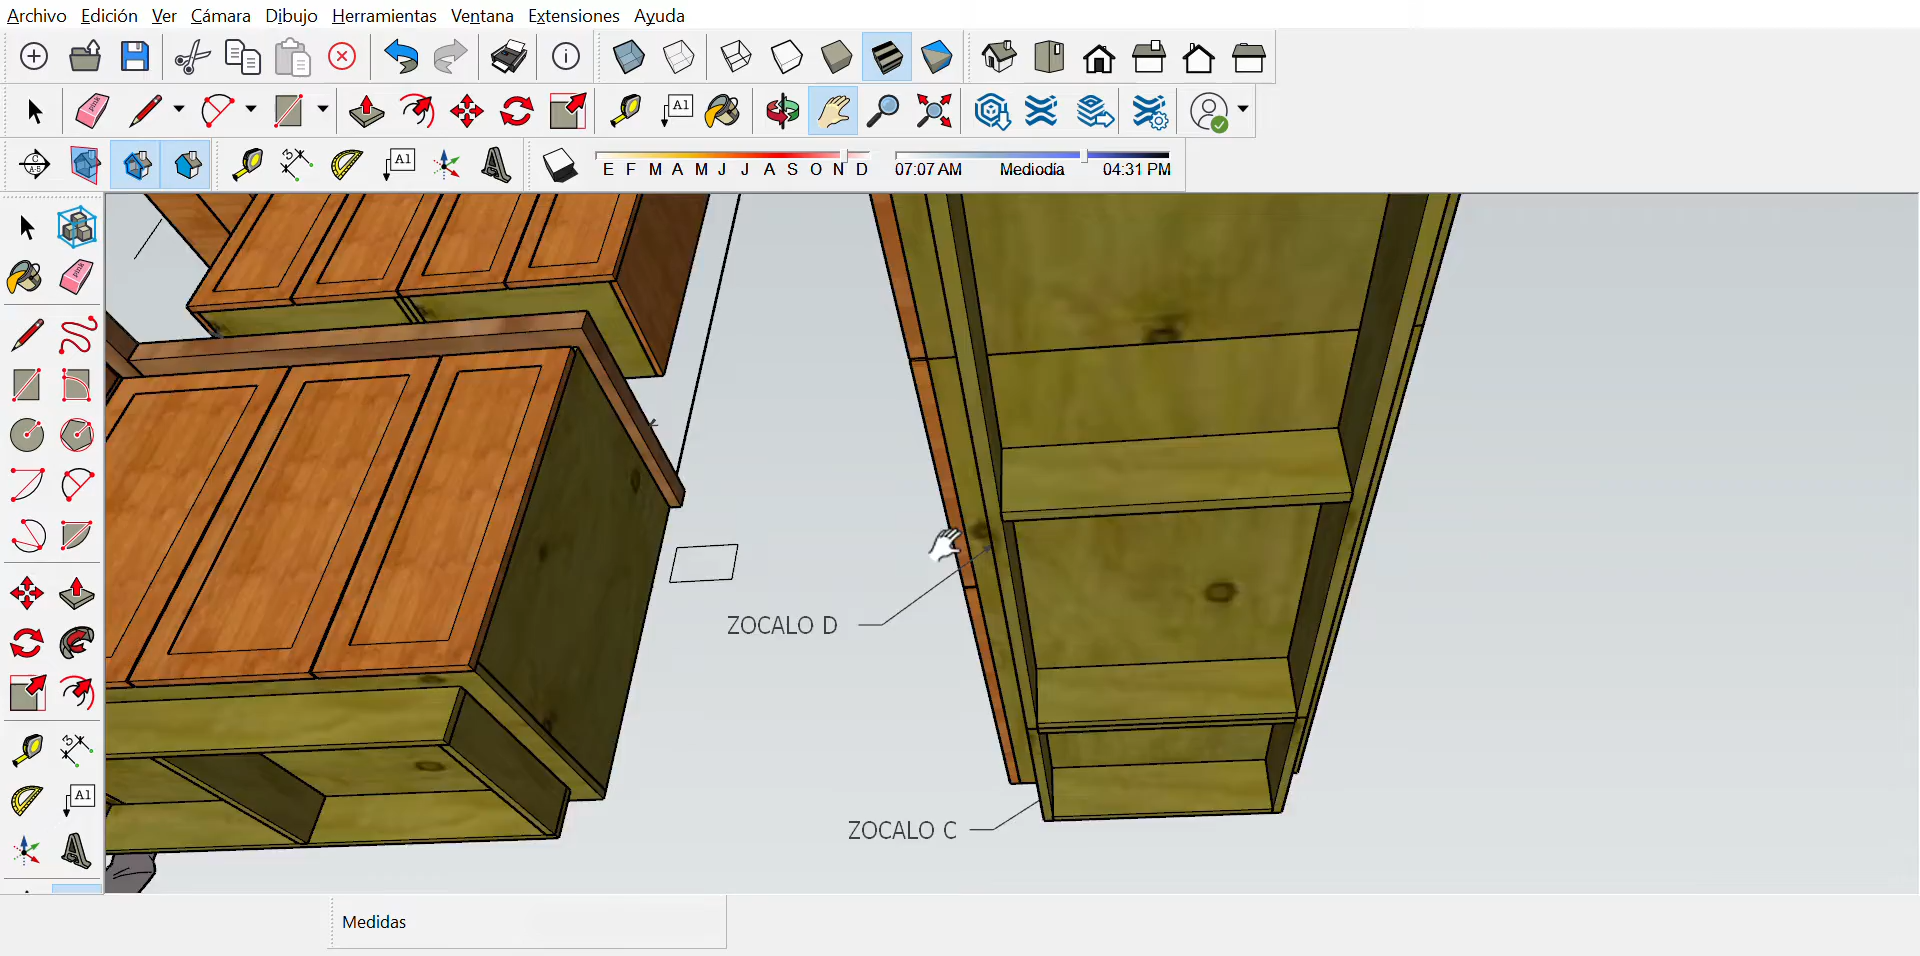 Archivo Edición Ver Cámara Dibujo Herramientas Ventana Extensiones Ayuda
A1
E F M A M J J A S O N D
07:07 AM Mediodía 04:31 PM
A1
A1
ZOCALO D
ZOCALO C
Medidas